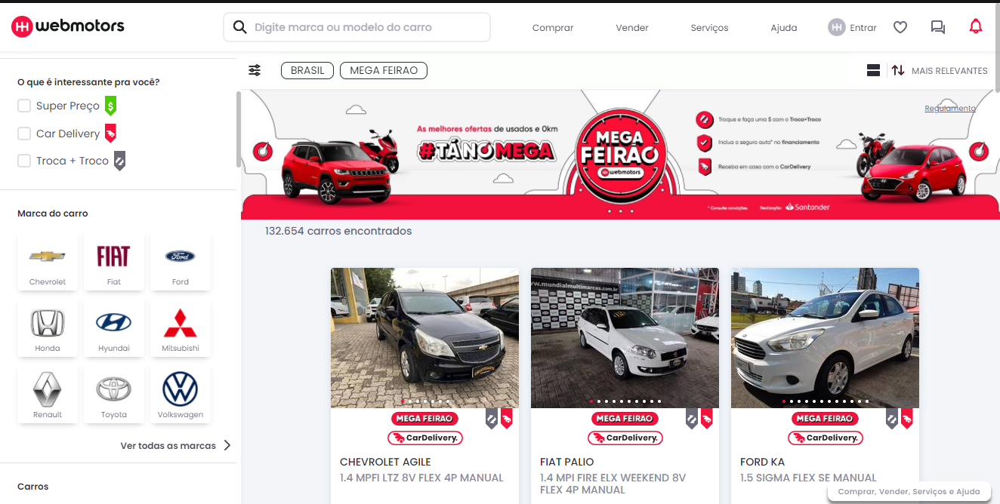 webmotors
Digite marca ou modelo do carro
Comprar
Vender
Serviços
Ajuda
Entrar
O que é interessante pra você?
Super Preço
$
Car Delivery
Troca + Troco
Marca do carro
Chevrolet
FIAT
Fiat
Ford
Ford
Honda
Hyundai
Mitsubishi
Renault
Toyota
Volkswagen
Ver todas as marcas
Carros
BRASIL
MEGA FEIRAO
MAIS RELEVANTES
Regulamento
As melhores ofertas de usados e 0km
#TÁNOMEGA
MEGA
FEIRÃO
webmotors
Troque e faça uma $ com o Troca+Troco
Inclua o seguro auto* no financiamento
Receba em casa com o CarDelivery
* Consulte condições.
Realização:
Santander
132.654 carros encontrados
www.mundialmultimarcas.com.br
MEGA FEIRAO
CarDelivery.
CHEVROLET AGILE
1.4 MPFI LTZ 8V FLEX 4P MANUAL
MEGA FEIRAO
CarDelivery.
FIAT PALIO
1.4 MPI FIRE ELX WEEKEND 8V
FLEX 4P MANUAL
MEGA FEIRAO
CarDelivery.
FORD KA
1.5 SIGMA FLEX SE MANUAL
Comprar, Vender, Serviços e Ajuda